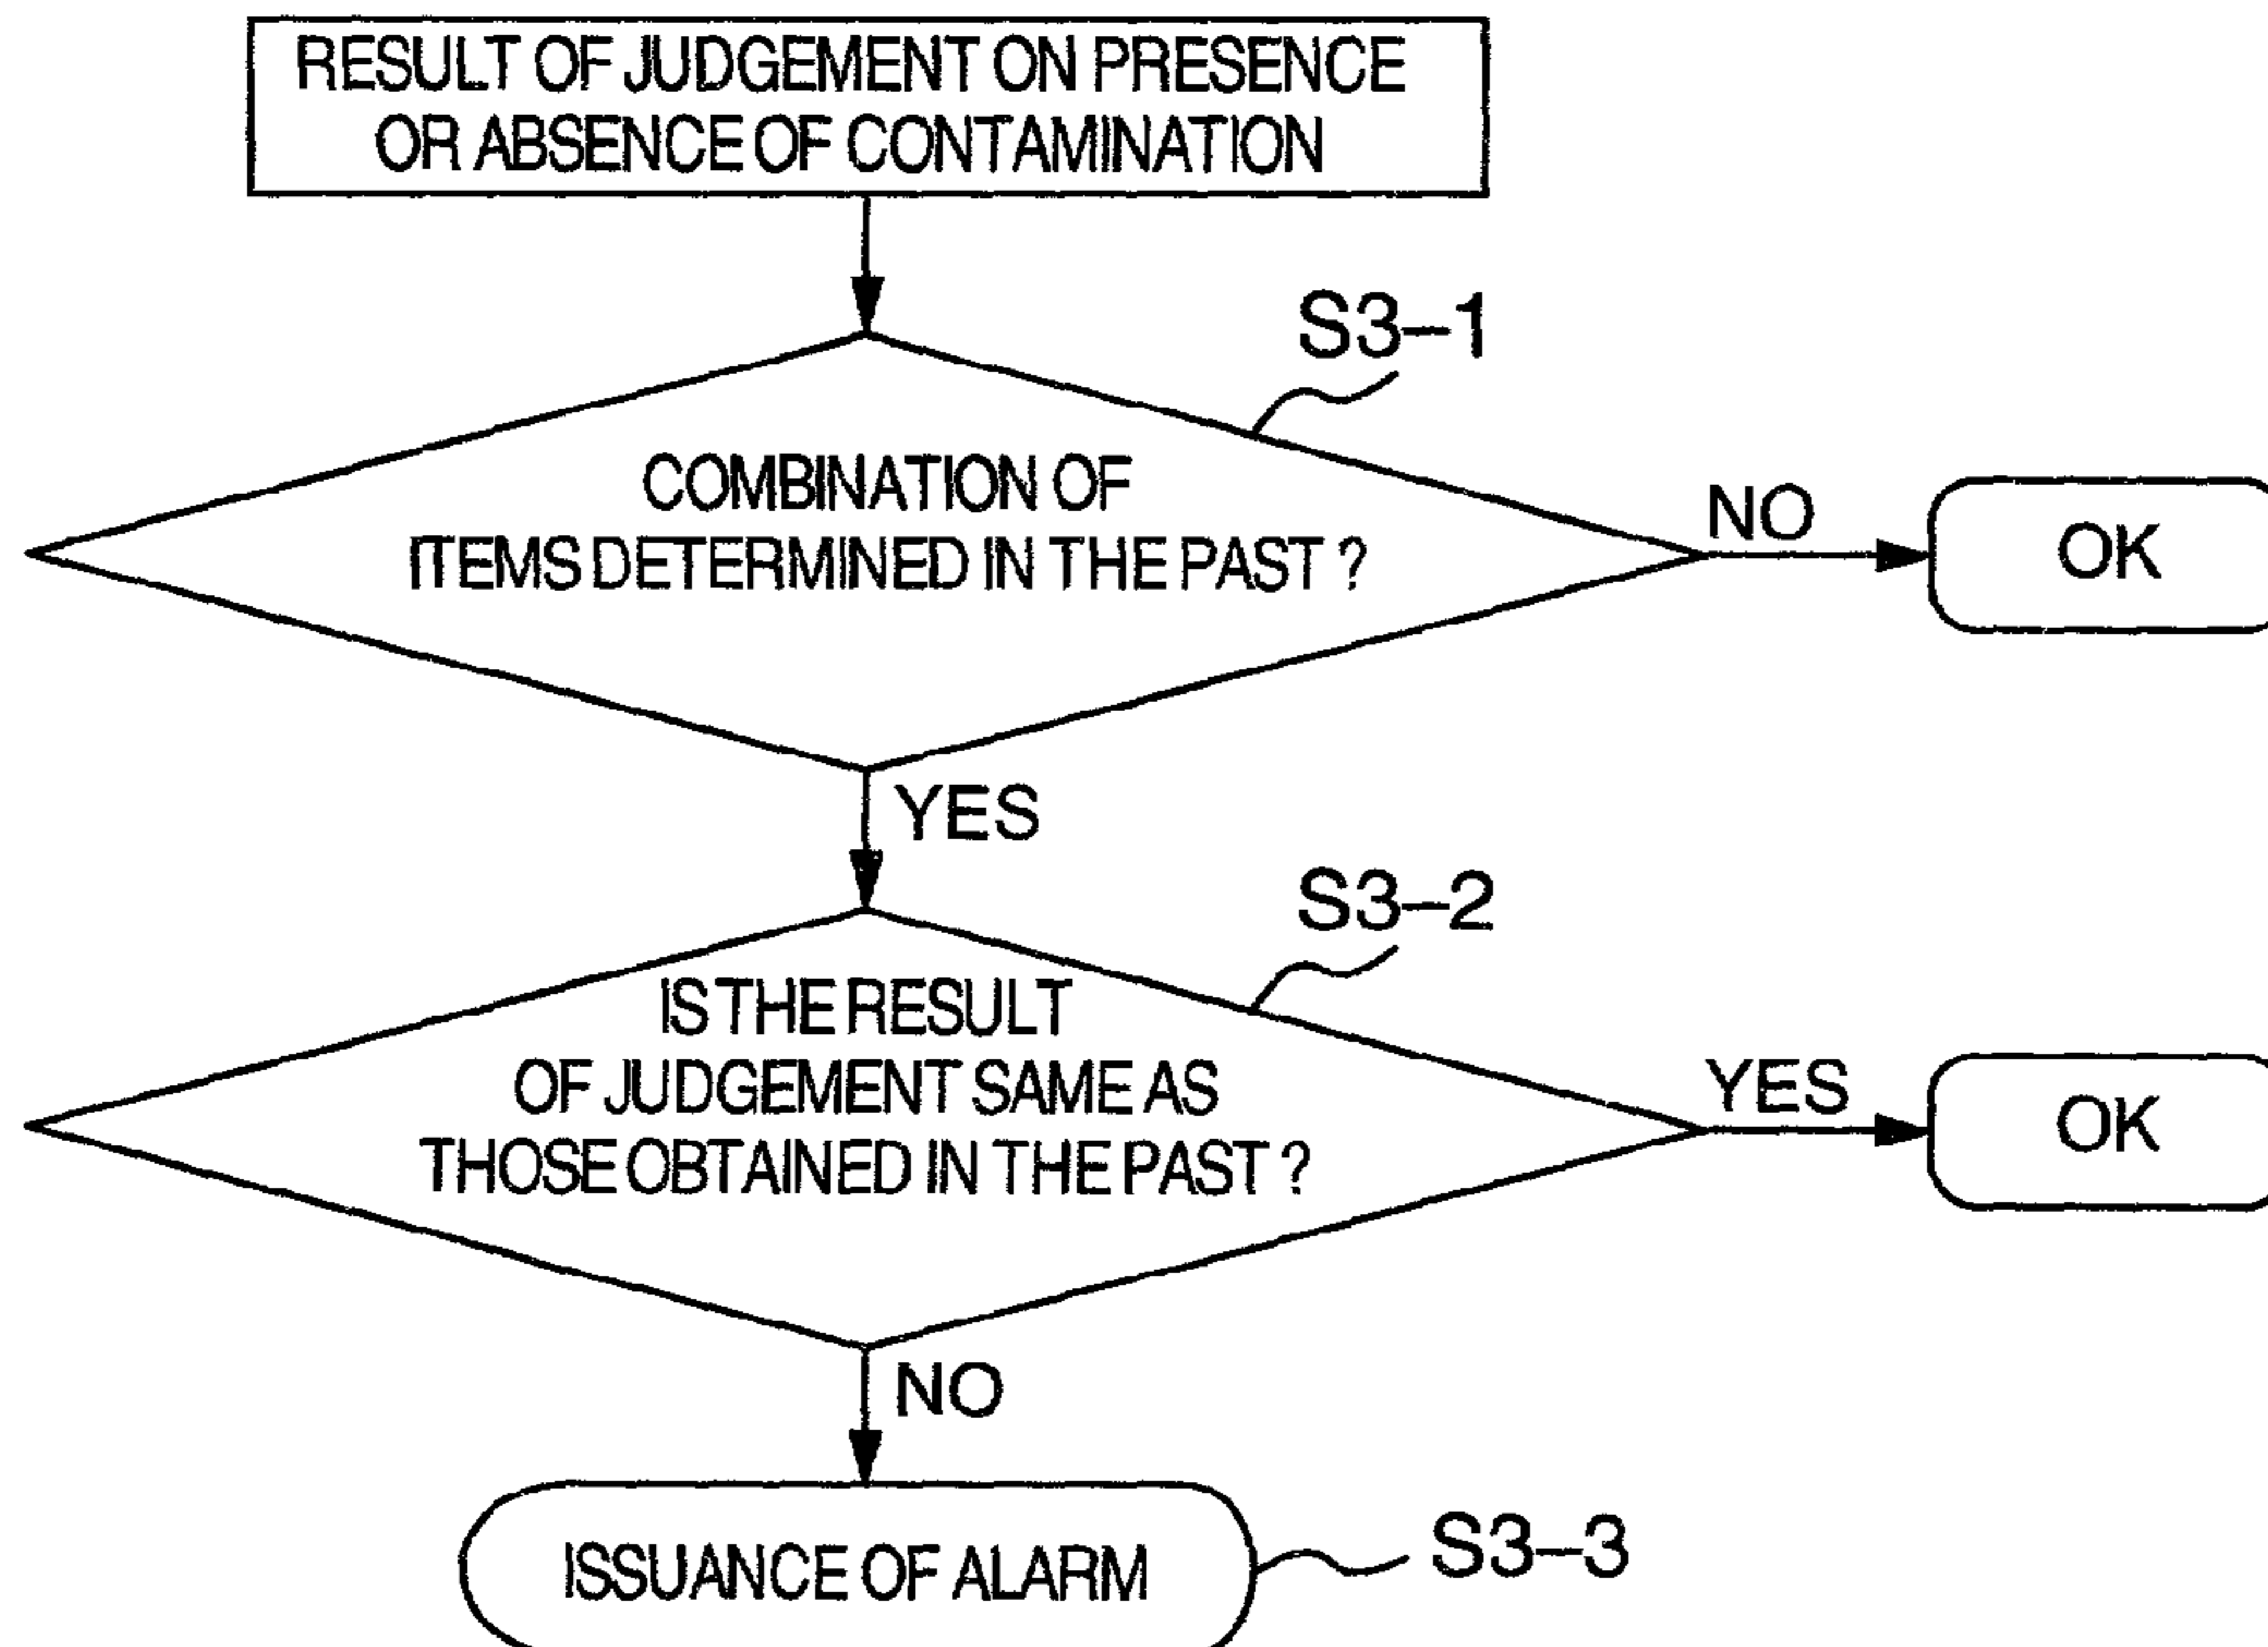 RESULT OF JUDGEMENT ON PRESENCE
OR ABSENCE OF CONTAMINATION
S3-1
COMBINATION OF
ITEMS DETERMINED IN THE PAST ?
NO
OK
YES
S3-2
IS THE RESULT
OF JUDGEMENT SAME AS
THOSE OBTAINED IN THE PAST ?
YES
OK
NO
ISSUANCE OF ALARM
S3-3